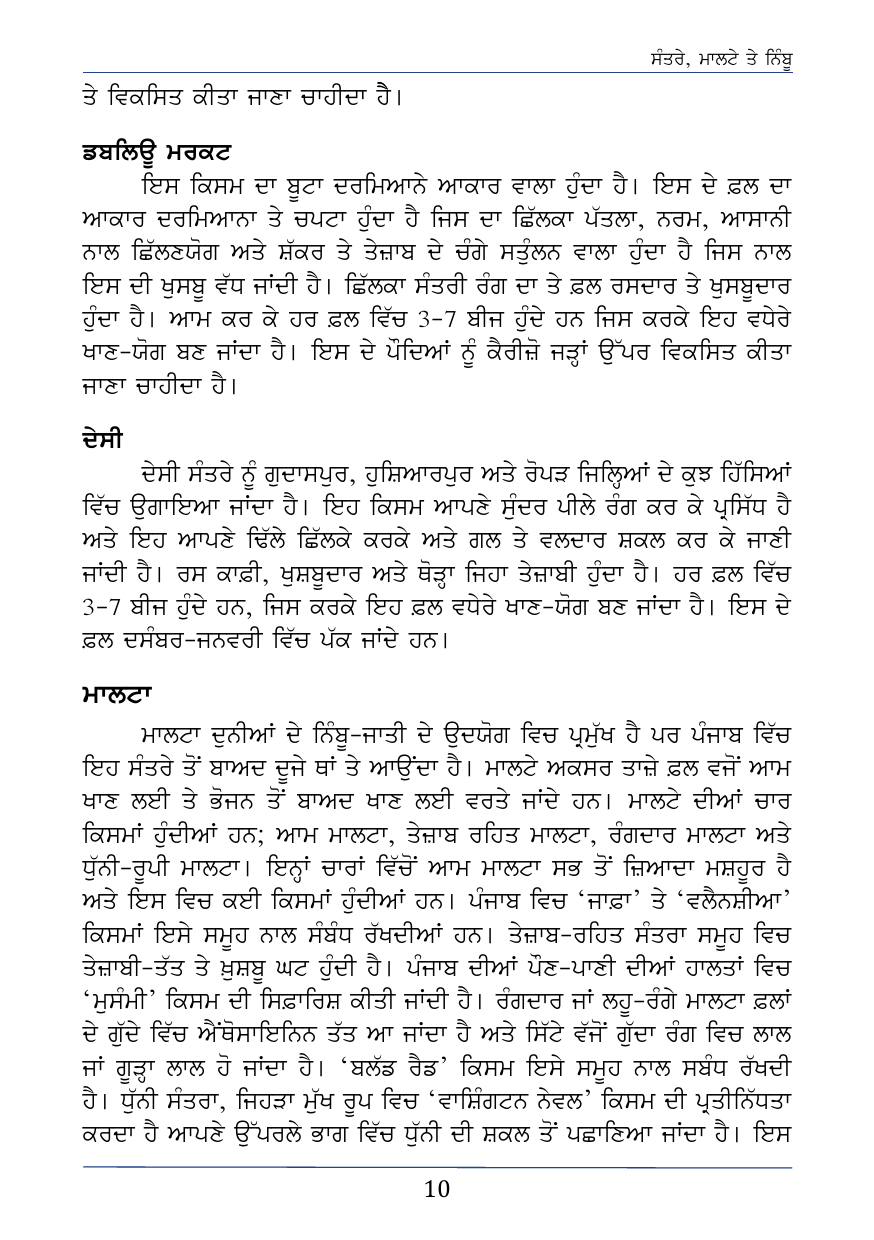 ਸੰਤਰੇ, ਮਾਲਟੇ ਤੇ ਨਿੰਬੂ
ਤੇ ਵਿਕਸਿਤ ਕੀਤਾ ਜਾਣਾ ਚਾਹੀਦਾ ਹੈ।
ਡਬਲਿਊ ਮਰਕਟ
ਇਸ ਕਿਸਮ ਦਾ ਬੂਟਾ ਦਰਮਿਆਨੇ ਆਕਾਰ ਵਾਲਾ ਹੁੰਦਾ ਹੈ। ਇਸ ਦੇ ਫ਼ਲ ਦਾ
ਆਕਾਰ ਦਰਮਿਆਨਾ ਤੇ ਚਪਟਾ ਹੁੰਦਾ ਹੈ ਜਿਸ ਦਾ ਛਿੱਲਕਾ ਪੱਤਲਾ, ਨਰਮ, ਆਸਾਨੀ
ਨਾਲ ਛਿੱਲਣਯੋਗ ਅਤੇ ਸ਼ੱਕਰ ਤੇ ਤੇਜ਼ਾਬ ਦੇ ਚੰਗੇ ਸਤੁੰਲਨ ਵਾਲਾ ਹੁੰਦਾ ਹੈ ਜਿਸ ਨਾਲ
ਇਸ ਦੀ ਖੁਸਬੂ ਵੱਧ ਜਾਂਦੀ ਹੈ। ਛਿੱਲਕਾ ਸੰਤਰੀ ਰੰਗ ਦਾ ਤੇ ਫ਼ਲ ਰਸਦਾਰ ਤੇ ਖੁਸਬੂਦਾਰ
ਹੁੰਦਾ ਹੈ। ਆਮ ਕਰ ਕੇ ਹਰ ਫ਼ਲ ਵਿੱਚ 3-7 ਬੀਜ ਹੁੰਦੇ ਹਨ ਜਿਸ ਕਰਕੇ ਇਹ ਵਧੇਰੇ
ਖਾਣ-ਯੋਗ ਬਣ ਜਾਂਦਾ ਹੈ। ਇਸ ਦੇ ਪੌਦਿਆਂ ਨੂੰ ਕੈਰੀਜ਼ੋ ਜੜ੍ਹਾਂ ਉੱਪਰ ਵਿਕਸਿਤ ਕੀਤਾ
ਜਾਣਾ ਚਾਹੀਦਾ ਹੈ।
ਦੇਸੀ
ਦੇਸੀ ਸੰਤਰੇ ਨੂੰ ਗੁਦਾਸਪੁਰ, ਹੁਸ਼ਿਆਰਪੁਰ ਅਤੇ ਰੋਪੜ ਜਿਲ੍ਹਿਆਂ ਦੇ ਕੁਝ ਹਿੱਸਿਆਂ
ਵਿੱਚ ਉਗਾਇਆ ਜਾਂਦਾ ਹੈ। ਇਹ ਕਿਸਮ ਆਪਣੇ ਸੁੰਦਰ ਪੀਲੇ ਰੰਗ ਕਰ ਕੇ ਪ੍ਰਸਿੱਧ ਹੈ
ਅਤੇ ਇਹ ਆਪਣੇ ਢਿੱਲੇ ਛਿੱਲਕੇ ਕਰਕੇ ਅਤੇ ਗਲ ਤੇ ਵਲਦਾਰ ਸ਼ਕਲ ਕਰ ਕੇ ਜਾਣੀ
ਜਾਂਦੀ ਹੈ। ਰਸ ਕਾਫ਼ੀ, ਖੁਸ਼ਬੂਦਾਰ ਅਤੇ ਥੋੜ੍ਹਾ ਜਿਹਾ ਤੇਜ਼ਾਬੀ ਹੁੰਦਾ ਹੈ। ਹਰ ਫ਼ਲ ਵਿੱਚ
3-7 ਬੀਜ ਹੁੰਦੇ ਹਨ, ਜਿਸ ਕਰਕੇ ਇਹ ਫ਼ਲ ਵਧੇਰੇ ਖਾਣ-ਯੋਗ ਬਣ ਜਾਂਦਾ ਹੈ। ਇਸ ਦੇ
ਫ਼ਲ ਦਸੰਬਰ-ਜਨਵਰੀ ਵਿੱਚ ਪੱਕ ਜਾਂਦੇ ਹਨ।
ਮਾਲਟਾ
ਮਾਲਟਾ ਦੁਨੀਆਂ ਦੇ ਨਿੰਬੂ-ਜਾਤੀ ਦੇ ਉਦਯੋਗ ਵਿਚ ਪ੍ਰਮੁੱਖ ਹੈ ਪਰ ਪੰਜਾਬ ਵਿੱਚ
ਇਹ ਸੰਤਰੇ ਤੋਂ ਬਾਅਦ ਦੂਜੇ ਥਾਂ ਤੇ ਆਉਂਦਾ ਹੈ। ਮਾਲਟੇ ਅਕਸਰ ਤਾਜ਼ੇ ਫ਼ਲ ਵਜੋਂ ਆਮ
ਖਾਣ ਲਈ ਤੇ ਭੋਜਨ ਤੋਂ ਬਾਅਦ ਖਾਣ ਲਈ ਵਰਤੇ ਜਾਂਦੇ ਹਨ। ਮਾਲਟੇ ਦੀਆਂ ਚਾਰ
ਕਿਸਮਾਂ ਹੁੰਦੀਆਂ ਹਨ; ਆਮ ਮਾਲਟਾ, ਤੇਜ਼ਾਬ ਰਹਿਤ ਮਾਲਟਾ, ਰੰਗਦਾਰ ਮਾਲਟਾ ਅਤੇ
ਧੁੱਨੀ-ਰੂਪੀ ਮਾਲਟਾ। ਇਨ੍ਹਾਂ ਚਾਰਾਂ ਵਿੱਚੋਂ ਆਮ ਮਾਲਟਾ ਸਭ ਤੋਂ ਜ਼ਿਆਦਾ ਮਸ਼ਹੂਰ ਹੈ
ਅਤੇ ਇਸ ਵਿਚ ਕਈ ਕਿਸਮਾਂ ਹੁੰਦੀਆਂ ਹਨ। ਪੰਜਾਬ ਵਿਚ ‘ਜਾਫ਼ਾ’ ਤੇ ‘ਵਲੈਨਸ਼ੀਆ’
ਕਿਸਮਾਂ ਇਸੇ ਸਮੂਹ ਨਾਲ ਸੰਬੰਧ ਰੱਖਦੀਆਂ ਹਨ। ਤੇਜ਼ਾਬ-ਰਹਿਤ ਸੰਤਰਾ ਸਮੂਹ ਵਿਚ
ਤੇਜ਼ਾਬੀ-ਤੱਤ ਤੇ ਖ਼ੁਸ਼ਬੂ ਘਟ ਹੁੰਦੀ ਹੈ। ਪੰਜਾਬ ਦੀਆਂ ਪੌਣ-ਪਾਣੀ ਦੀਆਂ ਹਾਲਤਾਂ ਵਿਚ
‘ਮੁਸੰਮੀ’ ਕਿਸਮ ਦੀ ਸਿਫ਼ਾਰਿਸ਼ ਕੀਤੀ ਜਾਂਦੀ ਹੈ। ਰੰਗਦਾਰ ਜਾਂ ਲਹੂ-ਰੰਗੇ ਮਾਲਟਾ ਫ਼ਲਾਂ
ਦੇ ਗੁੱਦੇ ਵਿੱਚ ਐਂਥੋਸਾਇਨਿਨ ਤੱਤ ਆ ਜਾਂਦਾ ਹੈ ਅਤੇ ਸਿੱਟੇ ਵੱਜੋਂ ਗੁੱਦਾ ਰੰਗ ਵਿਚ ਲਾਲ
ਜਾਂ ਗੂੜ੍ਹਾ ਲਾਲ ਹੋ ਜਾਂਦਾ ਹੈ। ‘ਬਲੱਡ ਰੈਡ’ ਕਿਸਮ ਇਸੇ ਸਮੂਹ ਨਾਲ ਸਬੰਧ ਰੱਖਦੀ
ਹੈ। ਧੁੱਨੀ ਸੰਤਰਾ, ਜਿਹੜਾ ਮੁੱਖ ਰੂਪ ਵਿਚ ‘ਵਾਸ਼ਿੰਗਟਨ ਨੇਵਲ’ ਕਿਸਮ ਦੀ ਪ੍ਰਤੀਨਿੱਧਤਾ
ਕਰਦਾ ਹੈ ਆਪਣੇ ਉੱਪਰਲੇ ਭਾਗ ਵਿੱਚ ਧੁੱਨੀ ਦੀ ਸ਼ਕਲ ਤੋਂ ਪਛਾਣਿਆ ਜਾਂਦਾ ਹੈ। ਇਸ
10